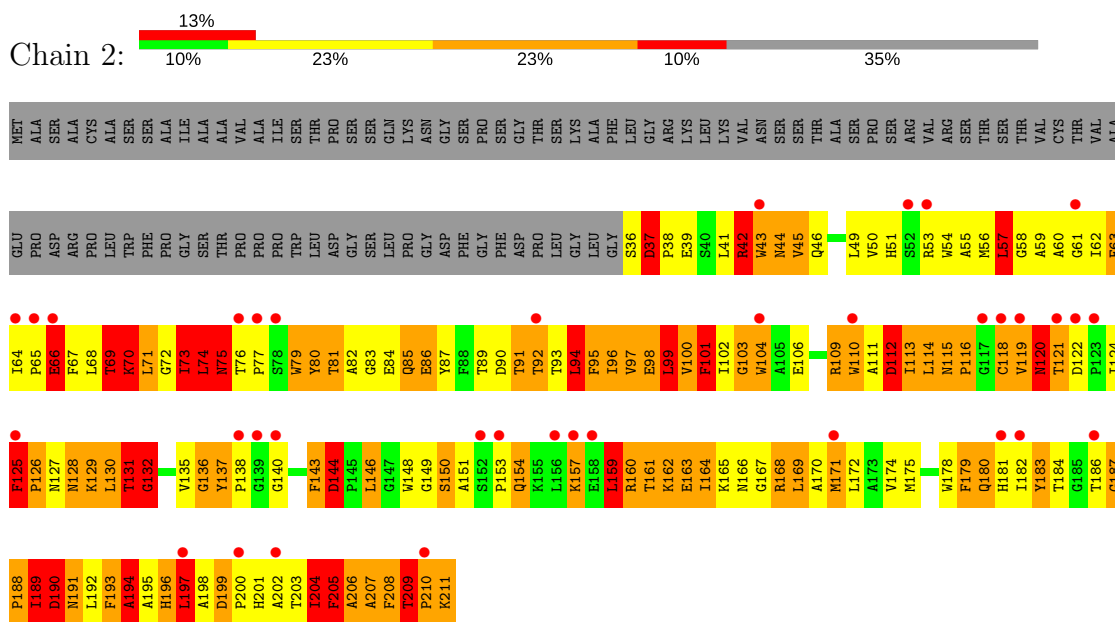 13%
Chain 2:
10% 23% 23% 10% 35%
MET ALA SER ALA CYS ALA SER SER ALA ILE ALA ALA VAL ALA ILE SER THR PRO SER SER GLN LYS ASN GLY SER PRO SER GLY THR SER LYS ALA PHE LEU GLY ARG LYS LEU LYS VAL ASN SER SER THR ALA SER PRO SER ARG VAL ARG SER THR SER THR VAL CYS THR VAL ALA
GLU PRO ASP ARG PRO LEU TRP PHE PRO GLY SER THR PRO PRO PRO TRP LEU ASP GLY SER LEU PRO GLY ASP PHE GLY PHE ASP PRO LEU GLY LEU GLY S36 D37 P38 E39 S40 L41 R42 W43 N44 V45 Q46 L49 V50 H51 S52 R53 W54 A55 M56 L57 G58 A59 A60 G61 I62 F63
I64 P65 E66 F67 L68 T69 K70 L71 G72 I73 L74 N75 T76 P77 S78 W79 Y80 T81 A82 G83 E84 Q85 E86 Y87 F88 T89 D90 T91 T92 T93 L94 F95 I96 V97 E98 L99 V100 F101 I102 G103 W104 A105 E106 R109 W110 A111 D112 I113 L114 N115 P116 G117 C118 V119 N120 T121 D122 P123 I124
F125 P126 N127 N128 K129 L130 T131 G132 V135 G136 Y137 P138 G139 G140 F143 D144 P145 L146 G147 W148 G149 S150 A151 S152 P153 Q154 K155 L156 K157 E158 L159 R160 T161 K162 E163 I164 K165 N166 G167 R168 L169 A170 M171 L172 A173 V174 M175 W178 F179 Q180 H181 I182 Y183 T184 G185 T186 C187
P188 I189 D190 N191 L192 F193 A194 A195 H196 L197 A198 D199 P200 H201 A202 T203 I204 F205 A206 A207 F208 T209 P210 K211